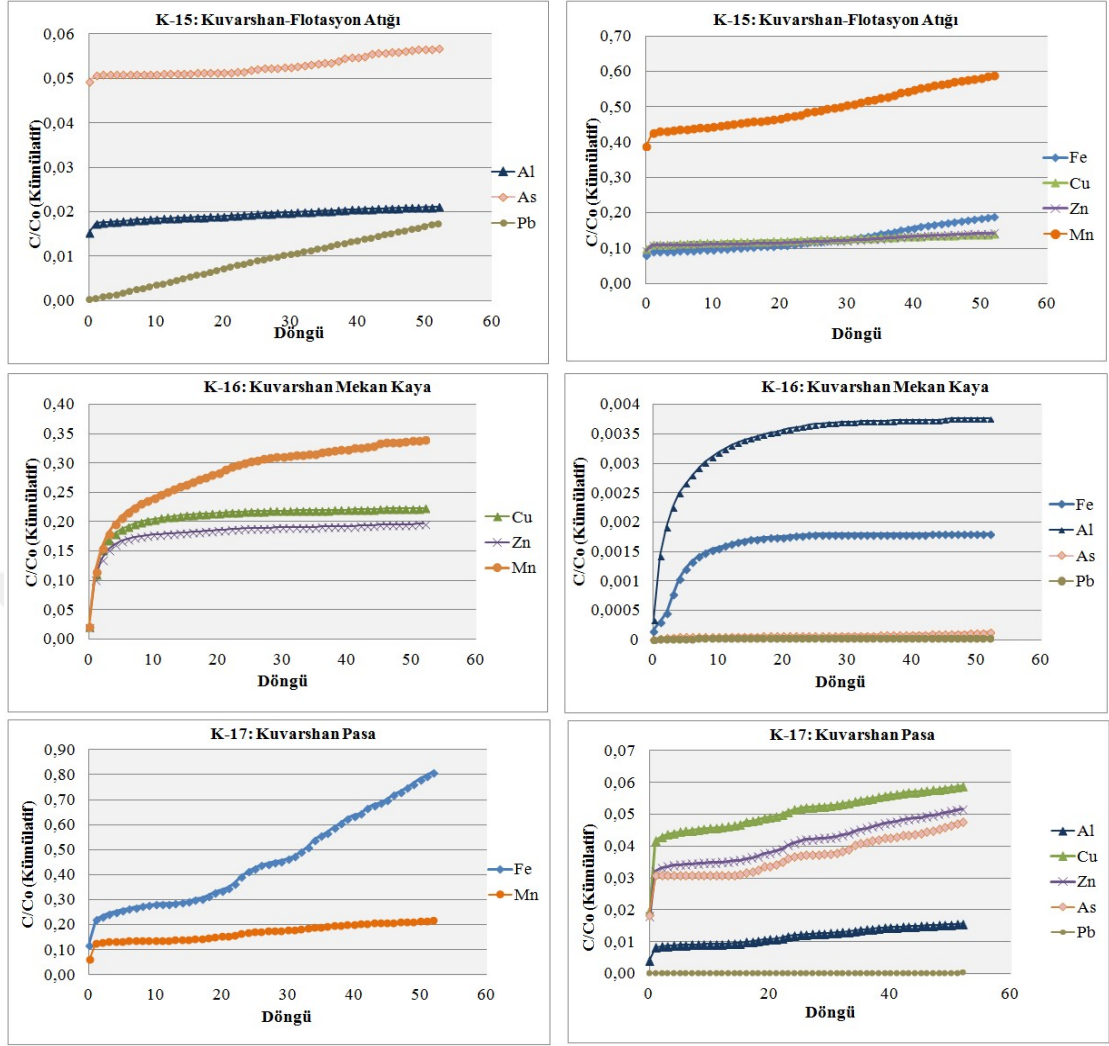 K-15: Kuvarshan-Flotasyon Atığı
C/Co (Kümülatif)
0,06
0,05
0,04
0,03
0,02
0,01
0,00
0 10 20 30 40 50 60
Döngü
Al
As
Pb
K-15: Kuvarshan-Flotasyon Atığı
C/Co (Kümülatif)
0,70
0,60
0,50
0,40
0,30
0,20
0,10
0,00
0 10 20 30 40 50 60
Döngü
Fe
Cu
Zn
Mn
K-16: Kuvarshan Mekan Kaya
C/Co (Kümülatif)
0,40
0,35
0,30
0,25
0,20
0,15
0,10
0,05
0,00
0 10 20 30 40 50 60
Döngü
Cu
Zn
Mn
K-16: Kuvarshan Mekan Kaya
C/Co (Kümülatif)
0,004
0,003
0,003
0,002
0,002
0,001
0,001
0,0005
0
0 10 20 30 40 50 60
Döngü
Fe
Al
As
Pb
K-17: Kuvarshan Pasa
C/Co (Kümülatif)
0,90
0,80
0,70
0,60
0,50
0,40
0,30
0,20
0,10
0,00
0 10 20 30 40 50 60
Döngü
Fe
Mn
K-17: Kuvarshan Pasa
C/Co (Kümülatif)
0,07
0,06
0,05
0,04
0,03
0,02
0,01
0,00
0 20 40 60
Döngü
Al
Cu
Zn
As
Pb